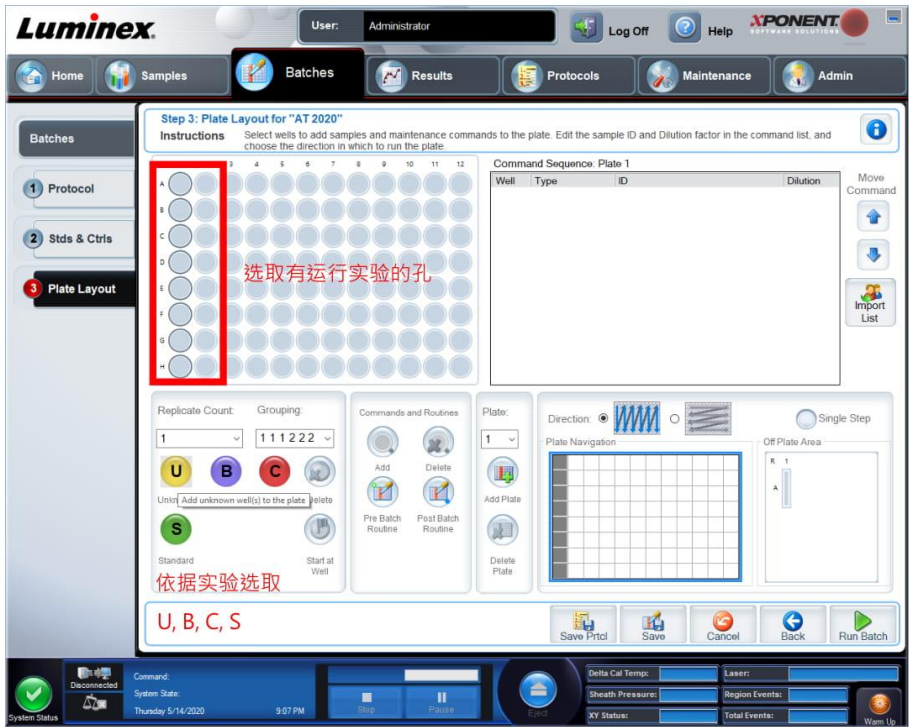 Luminex.
User: Administrator
Log Off
Help
XPONENT.
SOFTWARE SOLUTIONS
Home
Samples
Batches
Results
Protocols
Maintenance
Admin
Batches
1 Protocol
2 Stds & Ctrls
3 Plate Layout
Step 3: Plate Layout for "AT 2020"
Instructions
Select wells to add samples and maintenance commands to the plate. Edit the sample ID and Dilution factor in the command list, and
choose the direction in which to run the plate.
3 4 5 6 7 8 9 10 11 12
A
B
C
D
E
F
G
H
选取有运行实验的孔
Command Sequence: Plate 1
Well Type ID Dilution
Move
Command
Import
List
Replicate Count: Grouping:
1
1 1 1 2 2 2
U B C
Add unknown well(s) to the plate
S
Standard
Start at
Well
依据实验选取
U, B, C, S
Commands and Routines
Add Delete
Pre Batch
Routine
Post Batch
Routine
Plate:
1
Add Plate
Delete
Plate
Direction:
Single Step
Plate Navigation
Off Plate Area
R 1
A
Save Prtcl
Save
Cancel
Back
Run Batch
System Status
Disconnected
Command:
System State:
Thursday 5/14/2020 9:07 PM
Stop
Pause
Eject
Delta Cal Temp:
Sheath Pressure:
XY Status:
Laser:
Region Events:
Total Events:
Warm Up